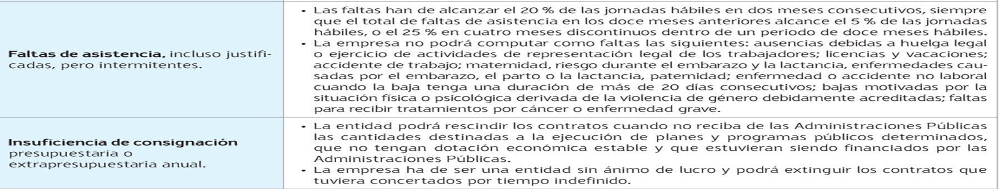 Faltas de asistencia, incluso justifi-
cadas, pero intermitentes.
• Las faltas han de alcanzar el 20 % de las jornadas hábiles en dos meses consecutivos, siempre
que el total de faltas de asistencia en los doce meses anteriores alcance el 5 % de las jornadas
hábiles, o el 25 % en cuatro meses discontinuos dentro de un periodo de doce meses hábiles.
• La empresa no podrá computar como faltas las siguientes: ausencias debidas a huelga legal
o ejercicio de actividades de representación legal de los trabajadores; licencias y vacaciones;
accidente de trabajo; maternidad, riesgo durante el embarazo y la lactancia, enfermedades cau-
sadas por el embarazo, el parto o la lactancia, paternidad; enfermedad o accidente no laboral
cuando la baja tenga una duración de más de 20 días consecutivos; bajas motivadas por la
situación física o psicológica derivada de la violencia de género debidamente acreditadas; faltas
para recibir tratamientos por cáncer o enfermedad grave.
Insuficiencia de consignación
presupuestaria o
extrapresupuestaria anual.
• La entidad podrá rescindir los contratos cuando no reciba de las Administraciones Públicas
las cantidades destinadas a la ejecución de planes y programas públicos determinados,
que no tengan dotación económica estable y que estuvieran siendo financiados por las
Administraciones Públicas.
• La empresa ha de ser una entidad sin ánimo de lucro y podrá extinguir los contratos que
tuviera concertados por tiempo indefinido.